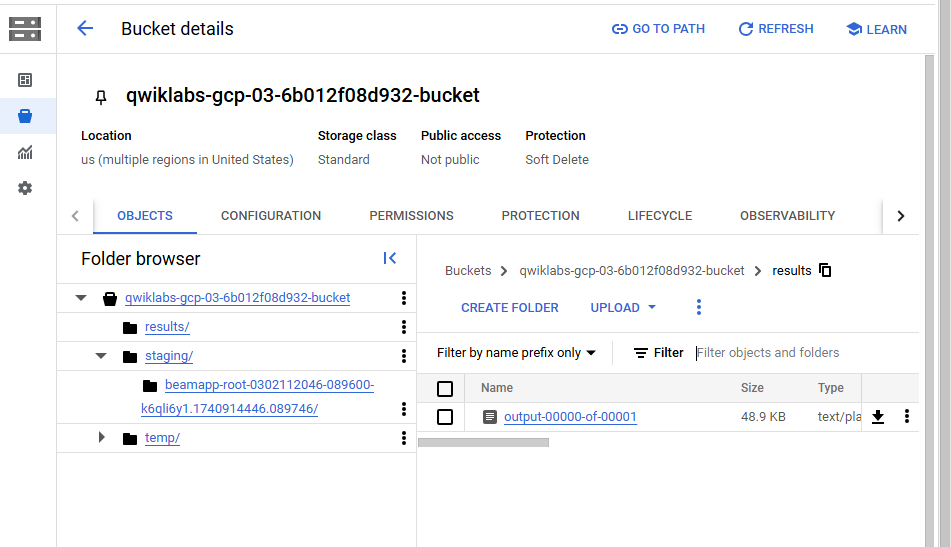 Bucket details
GO TO PATH
REFRESH
LEARN
qwiklabs-gcp-03-6b012f08d932-bucket
Location
Storage class
Public access
Protection
us (multiple regions in United States)
Standard
Not public
Soft Delete
OBJECTS
CONFIGURATION
PERMISSIONS
PROTECTION
LIFECYCLE
OBSERVABILITY
Folder browser
qwiklabs-gcp-03-6b012f08d932-bucket
results/
staging/
beamapp-root-0302112046-089600-
k6qli6y1.1740914446.089746/
temp/
Buckets
qwiklabs-gcp-03-6b012f08d932-bucket
results
CREATE FOLDER
UPLOAD
Filter by name prefix only
Filter
Filter objects and folders
Name
Size
Type
output-00000-of-00001
48.9 KB
text/pla